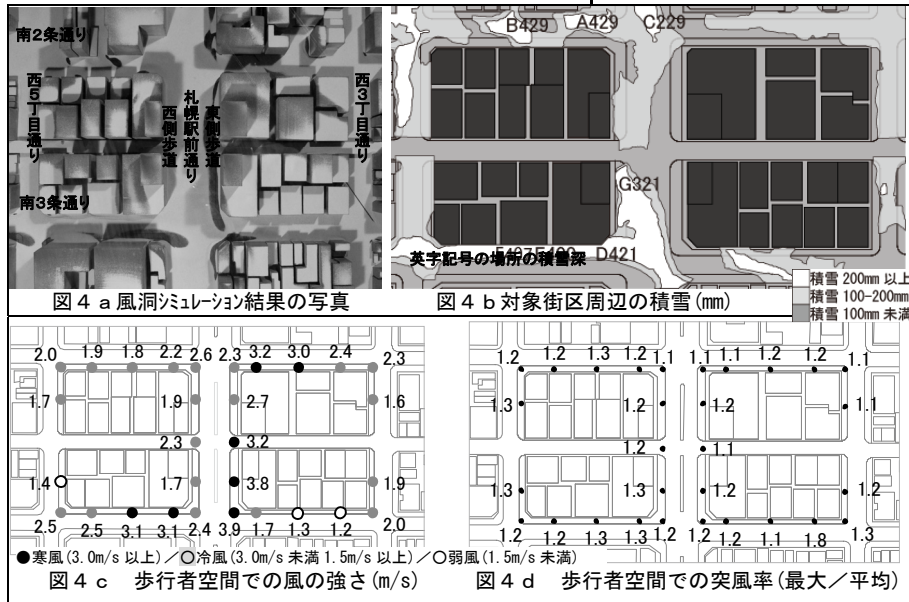 南2条通り
西5丁目通り
西側歩道
札幌駅前通り
東側歩道
西3丁目通り
南3条通り
図4a風洞シミュレーション結果の写真
B429 A429 C229
G321
D421
英字記号の場所の積雪深
積雪 200mm 以上
積雪 100-200mm
積雪 100mm 未満
図4b対象街区周辺の積雪(mm)
2.0 1.9 1.8 2.2 2.6 2.3 3.2 3.0 2.4 2.3
1.7 1.9 2.7 1.6
2.3 3.2
1.4 1.7 3.8 1.9
2.5 2.5 3.1 3.1 2.4 3.9 1.7 1.3 1.2 2.0
●寒風(3.0m/s 以上)/○冷風(3.0m/s 未満 1.5m/s 以上)/○弱風(1.5m/s 未満)
図4c 歩行者空間での風の強さ(m/s)
1.2 1.2 1.3 1.2 1.1 1.1 1.1 1.2 1.2 1.1
1.3 1.2 1.2 1.1
1.2 1.1
1.3 1.3 1.2 1.2
1.2 1.2 1.2 1.3 1.2 1.2 1.1 1.1 1.8 1.3
図4d 歩行者空間での突風率(最大/平均)